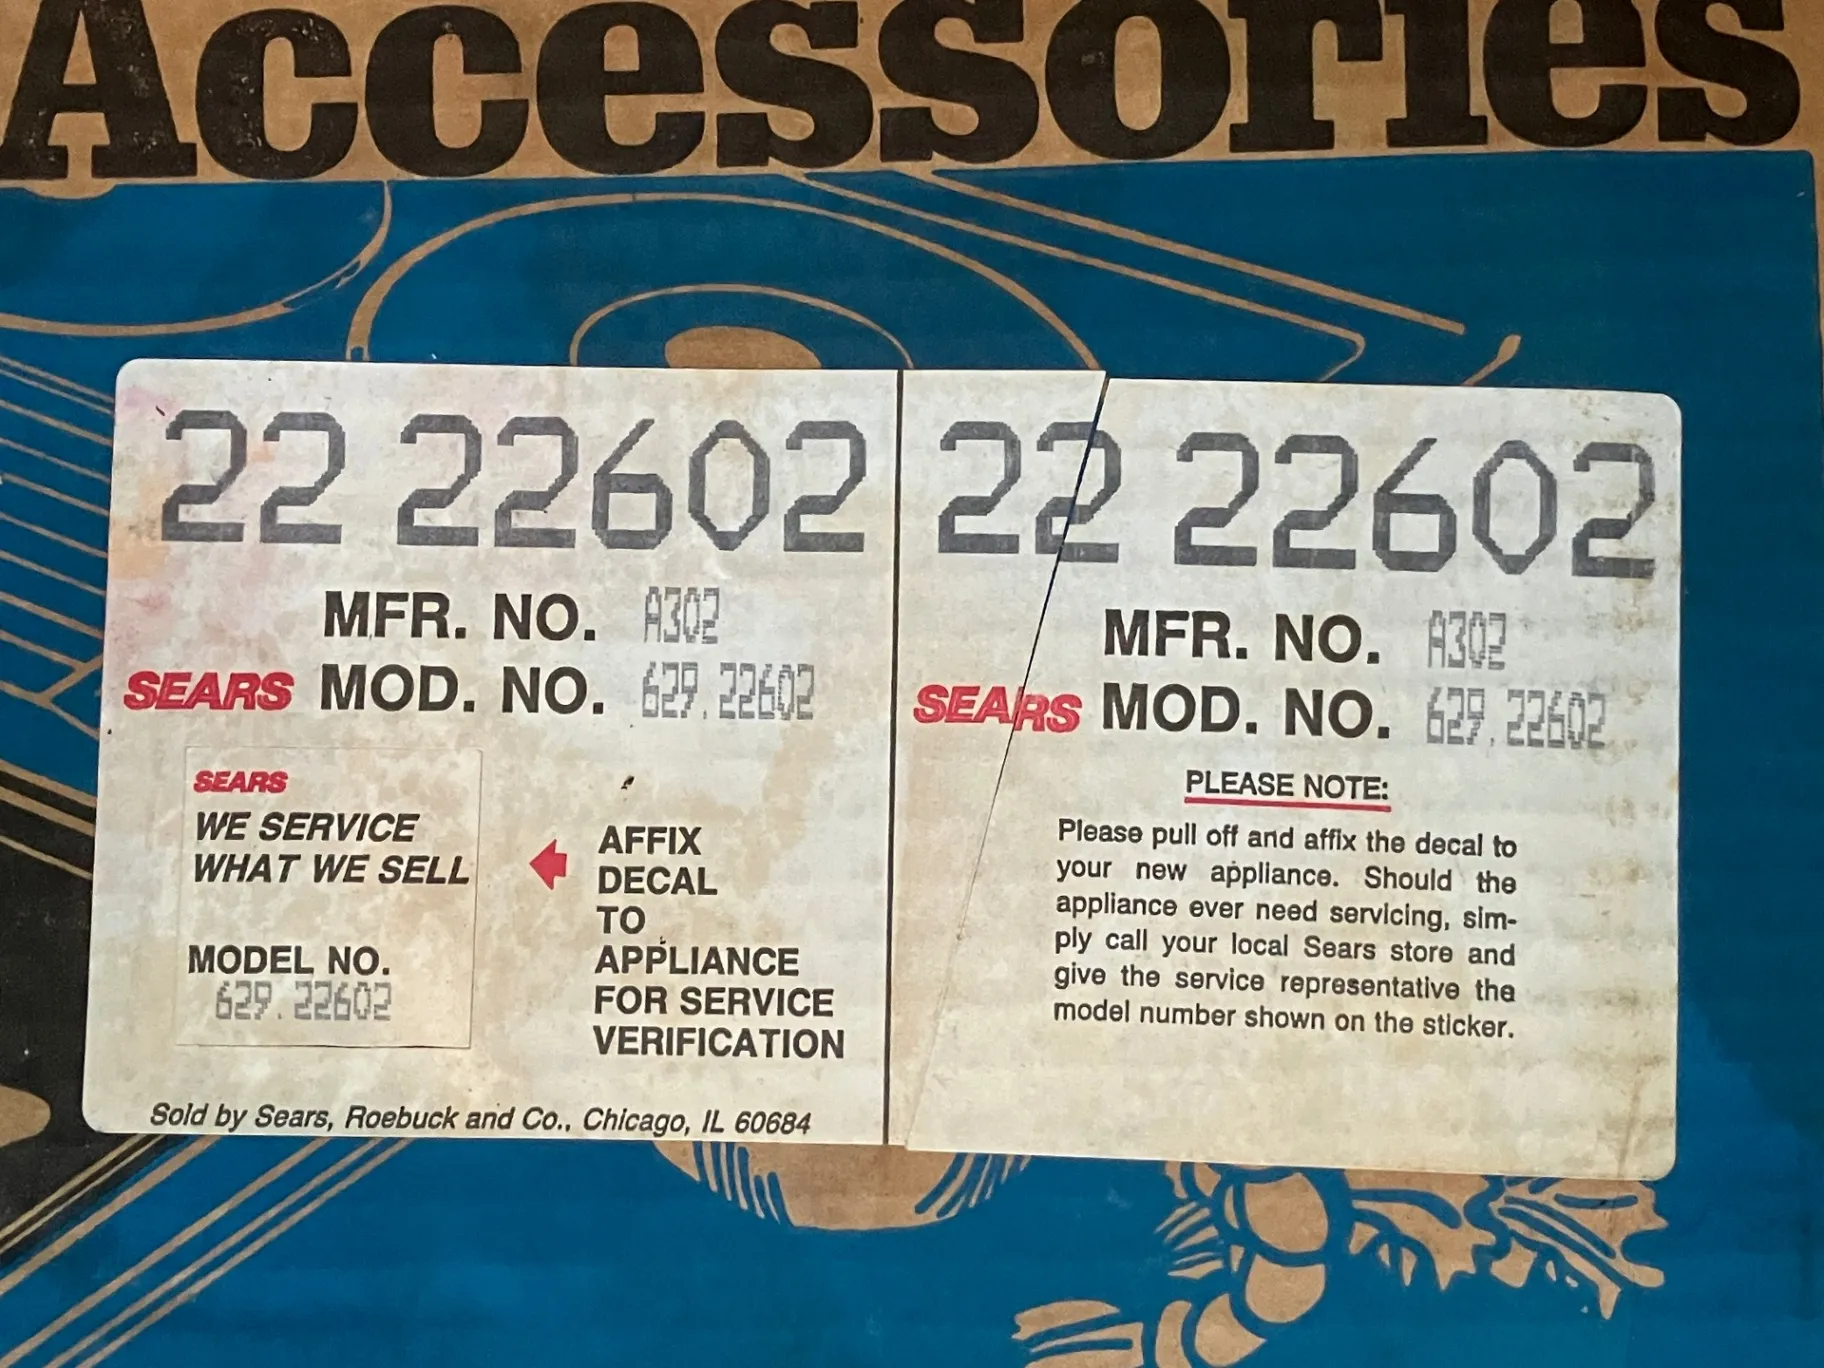 Accessories
22 22602
MFR. NO. A302
SEARS MOD. NO. 629.22602
SEARS
WE SERVICE
WHAT WE SELL
MODEL NO.
629.22602
AFFIX
DECAL
TO
APPLIANCE
FOR SERVICE
VERIFICATION
Sold by Sears, Roebuck and Co., Chicago, IL 60684
22 22602
MFR. NO. A302
SEARS MOD. NO. 629.22602
PLEASE NOTE:
Please pull off and affix the decal to
your new appliance. Should the
appliance ever need servicing, sim-
ply call your local Sears store and
give the service representative the
model number shown on the sticker.